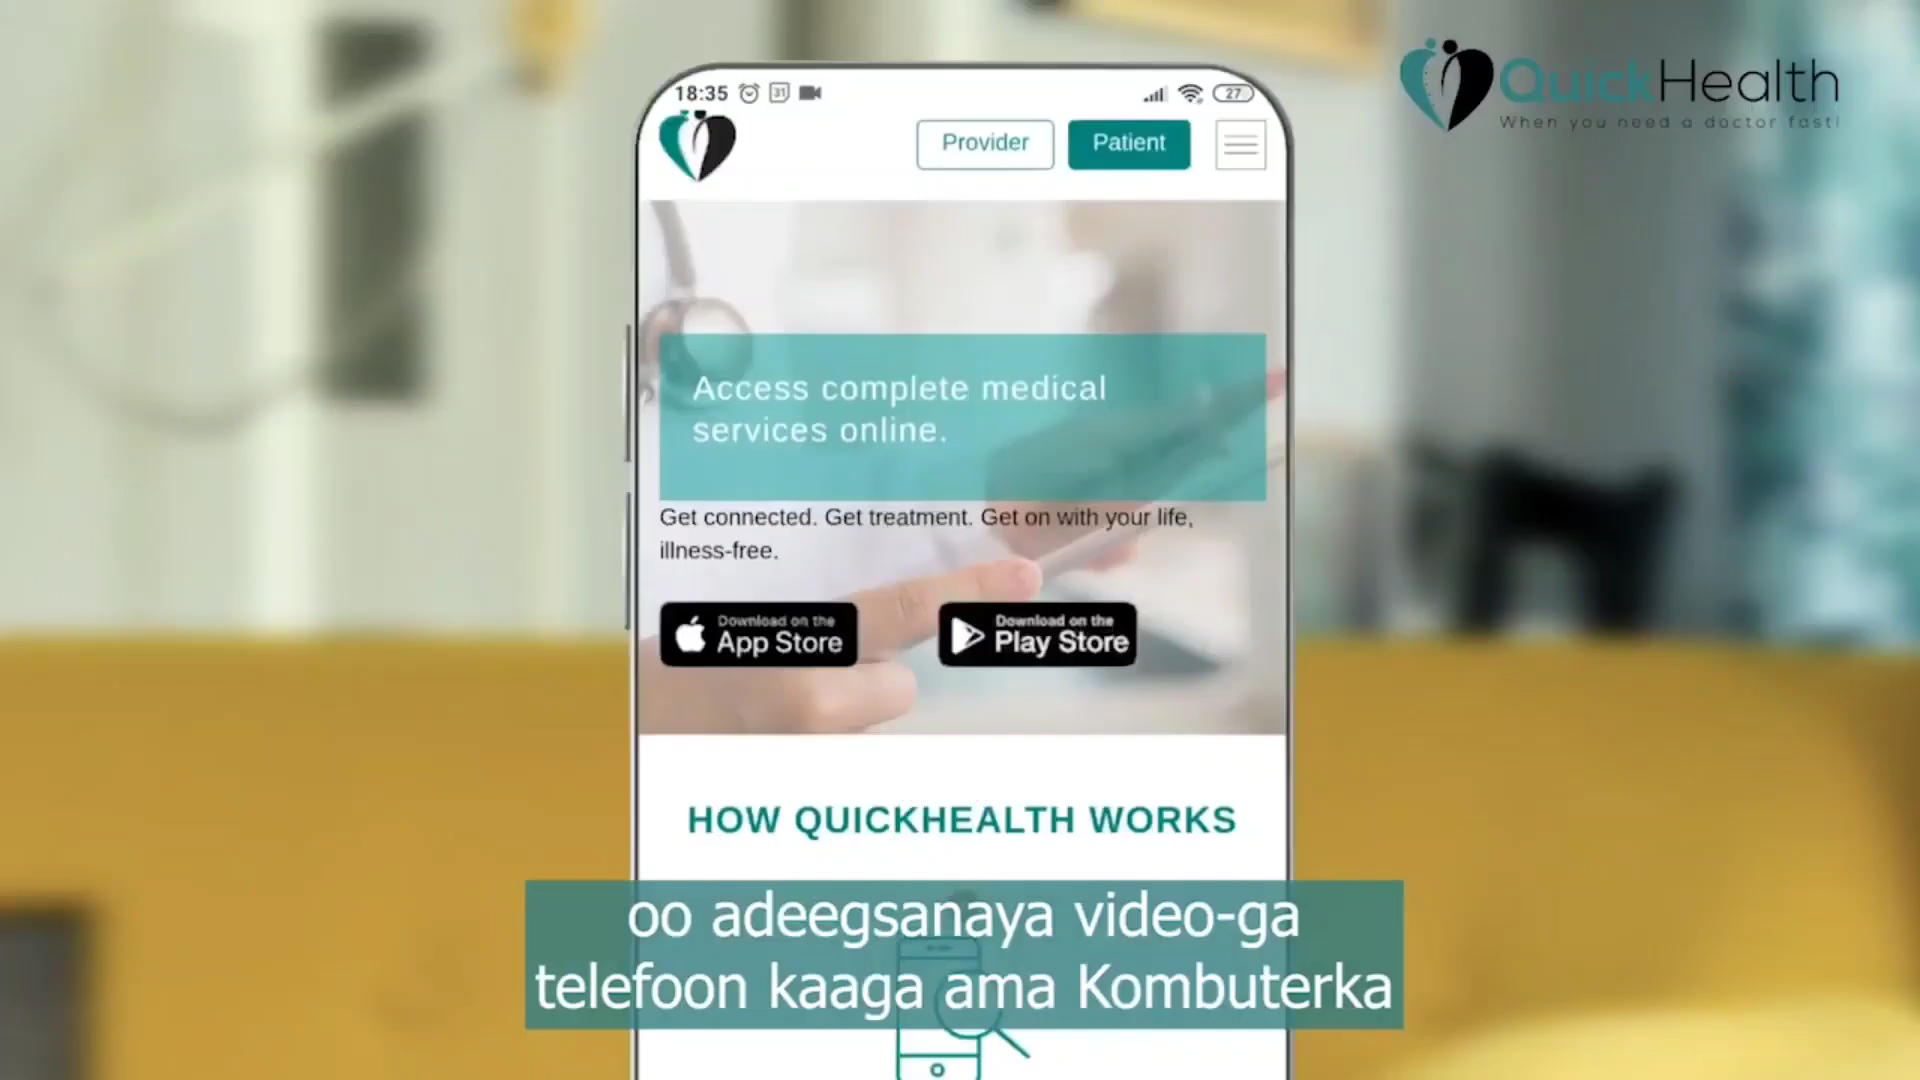 QuickHealth
When you need a doctor fast!
18:35
31
27
Provider
Patient
Access complete medical
services online.
Get connected. Get treatment. Get on with your life,
illness-free.
Download on the
App Store
Download on the
Play Store
HOW QUICKHEALTH WORKS
oo adeegsanaya video-ga
telefoon kaaga ama Kombuterka